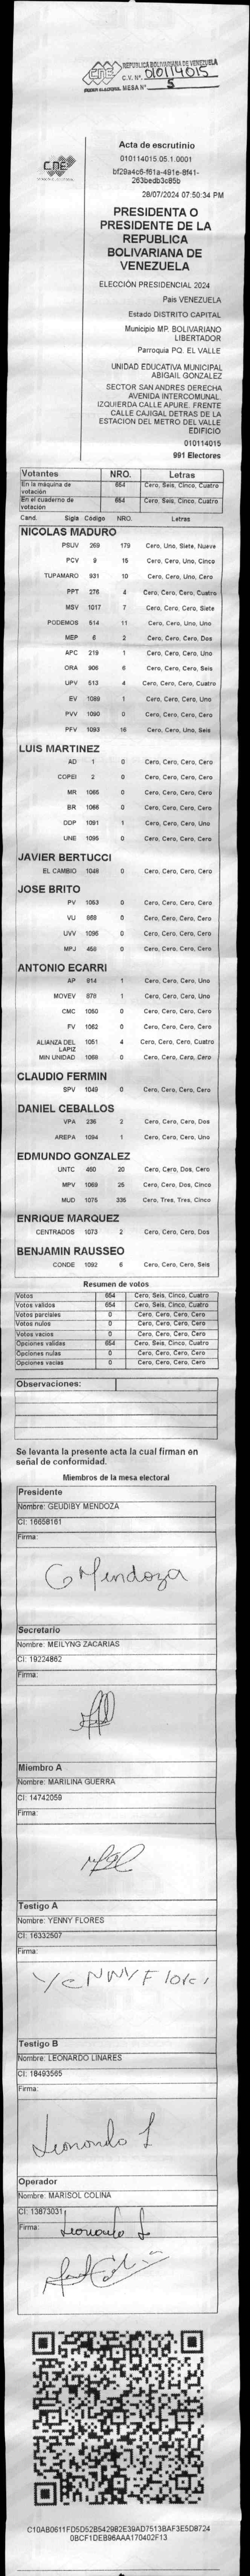 CNE
REPUBLICA BOLIVARIANA DE VENEZUELA
C.V. Nº. 010114015
PODER ELECTORAL MESA Nº 5
CNE
Acta de escrutinio
010114015.05.1.0001
28/07/2024 07:50:34 PM
PRESIDENTA O
PRESIDENTE DE LA
REPUBLICA
BOLIVARIANA DE
VENEZUELA
ELECCIÓN PRESIDENCIAL 2024
Pais VENEZUELA
Estado DISTRITO CAPITAL
Municipio MP. BOLIVARIANO
LIBERTADOR
Parroquia PQ. EL VALLE
UNIDAD EDUCATIVA MUNICIPAL
ABIGAIL GONZALEZ
SECTOR SAN ANDRES DERECHA
AVENIDA INTERCOMUNAL.
IZQUIERDA CALLE APURE. FRENTE
CALLE CAJIGAL DETRAS DE LA
ESTACION DEL METRO DEL VALLE
EDIFICIO
010114015
991 Electores
Votantes NRO. Letras
En la máquina de votación 654 Cero, Seis, Cinco, Cuatro
En el cuaderno de votación 654 Cero, Seis, Cinco, Cuatro
Cand. Sigla Código NRO. Letras
NICOLAS MADURO
PSUV 269 179 Cero, Uno, Siete, Nueve
PCV 9 15 Cero, Cero, Uno, Cinco
TUPAMARO 931 10 Cero, Cero, Uno, Cero
PPT 276 4 Cero, Cero, Cero, Cuatro
MSV 1017 7 Cero, Cero, Cero, Siete
PODEMOS 514 11 Cero, Cero, Uno, Uno
MEP 6 2 Cero, Cero, Cero, Dos
APC 219 1 Cero, Cero, Cero, Uno
ORA 906 6 Cero, Cero, Cero, Seis
UPV 513 4 Cero, Cero, Cero, Cuatro
EV 1089 1 Cero, Cero, Cero, Uno
PVV 1090 0 Cero, Cero, Cero, Cero
PFV 1093 16 Cero, Cero, Uno, Seis
LUIS MARTINEZ
AD 1 0 Cero, Cero, Cero, Cero
COPEI 2 0 Cero, Cero, Cero, Cero
MR 1065 0 Cero, Cero, Cero, Cero
BR 1066 0 Cero, Cero, Cero, Cero
DDP 1091 1 Cero, Cero, Cero, Uno
UNE 1095 0 Cero, Cero, Cero, Cero
JAVIER BERTUCCI
EL CAMBIO 1048 0 Cero, Cero, Cero, Cero
JOSE BRITO
PV 1053 0 Cero, Cero, Cero, Cero
VU 868 0 Cero, Cero, Cero, Cero
UVV 1096 0 Cero, Cero, Cero, Cero
MPJ 456 0 Cero, Cero, Cero, Cero
ANTONIO ECARRI
AP 814 1 Cero, Cero, Cero, Uno
MOVEV 878 1 Cero, Cero, Cero, Uno
CMC 1050 0 Cero, Cero, Cero, Cero
FV 1062 0 Cero, Cero, Cero, Cero
ALIANZA DEL LAPIZ 1051 4 Cero, Cero, Cero, Cuatro
MIN UNIDAD 1068 0 Cero, Cero, Cero, Cero
CLAUDIO FERMIN
SPV 1049 0 Cero, Cero, Cero, Cero
DANIEL CEBALLOS
VPA 236 2 Cero, Cero, Cero, Dos
AREPA 1094 1 Cero, Cero, Cero, Uno
EDMUNDO GONZALEZ
UNTC 460 20 Cero, Cero, Dos, Cero
MPV 1069 25 Cero, Cero, Dos, Cinco
MUD 1075 335 Cero, Tres, Tres, Cinco
ENRIQUE MARQUEZ
CENTRADOS 1073 2 Cero, Cero, Cero, Dos
BENJAMIN RAUSSEO
CONDE 1092 6 Cero, Cero, Cero, Seis
Resumen de votos
Votos 654 Cero, Seis, Cinco, Cuatro
Votos validos 654 Cero, Seis, Cinco, Cuatro
Votos parciales 0 Cero, Cero, Cero, Cero
Votos nulos 0 Cero, Cero, Cero, Cero
Votos vacios 0 Cero, Cero, Cero, Cero
Opciones validas 654 Cero, Seis, Cinco, Cuatro
Opciones nulas 0 Cero, Cero, Cero, Cero
Opciones vacias 0 Cero, Cero, Cero, Cero
Observaciones:
Se levanta la presente acta la cual firman en
señal de conformidad.
Miembros de la mesa electoral
Presidente
Nombre: GEUDIBY MENDOZA
CI: 16658161
Firma:
G Mendoza
Secretario
Nombre: MEILYNG ZACARIAS
CI: 19224862
Firma:
Miembro A
Nombre: MARILINA GUERRA
CI: 14742059
Firma:
Testigo A
Nombre: YENNY FLORES
CI: 16332507
Firma:
YENNY Flores
Testigo B
Nombre: LEONARDO LINARES
CI: 18493565
Firma:
Leonardo L
Operador
Nombre: MARISOL COLINA
CI: 13873031
Firma: Leonardo L
C10AB0611FD5D52B542982E39AD7513BAF3E5D8724
0BCF1DEB96AAA170402F13